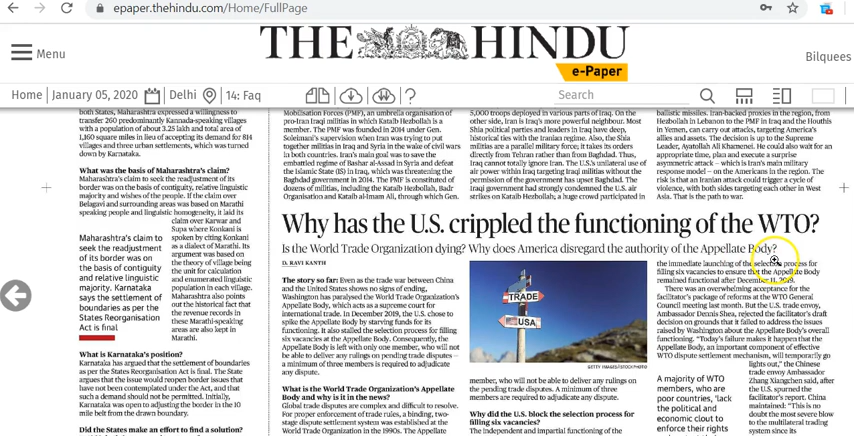 epaper.thehindu.com/Home/FullPage
Menu
THE HINDU
e-Paper
Bilquees
Home January 05, 2020 Delhi 14: Faq ? Search
both States, Maharashtra expressed a willingness to
transfer 260 predominantly Kannada-speaking villages
with a population of about 3.25 lakh and total area of
1,160 square miles in lieu of accepting its demand for 814
villages and three urban settlements, which was turned
down by Karnataka.
What was the basis of Maharashtra's claim?
Maharashtra's claim to seek the readjustment of its
border was on the basis of contiguity, relative linguistic
majority and wishes of the people. If the claim over
Belagavi and surrounding areas was based on Marathi
speaking people and linguistic homogeneity, it laid its
claim over Karwar and
Supa where Konkani is
spoken by citing Konkani
as a dialect of Marathi. Its
argument was based on
the theory of village being
the unit for calculation
and enumerated linguistic
population in each village.
Maharashtra also points
out the historical fact that
the revenue records in
these Marathi-speaking
areas are also kept in
Marathi.
Maharashtra's claim to
seek the readjustment
of its border was on
the basis of contiguity
and relative linguistic
majority. Karnataka
says the settlement of
boundaries as per the
States Reorganisation
Act is final
What is Karnataka's position?
Karnataka has argued that the settlement of boundaries
as per the States Reorganisation Act is final. The State
argues that the issue would reopen border issues that
have not been contemplated under the Act, and that
such a demand should not be permitted. Initially,
Karnataka was open to adjusting the border in the 10
mile belt from the drawn boundary.
Did the States make an effort to find a solution?
Mobilisation Forces (PMF), an umbrella organisation of
pro-Iran Iraqi militias in which Kataib Hezbollah is a
member. The PMF was founded in 2014 under Gen.
Soleimani's supervision when Iran was trying to put
together militias in Iraq and Syria in the wake of civil wars
in both countries. Iran's main goal was to save the
embattled regime of Bashar al-Assad in Syria and defeat
the Islamic State (IS) in Iraq, which was threatening the
Baghdad government in 2014. The PMF is constituted of
dozens of militias, including the Kataib Hezbollah, Badr
Organisation and Kataib al-Imam Ali, through which Gen.
5,000 troops deployed in various parts of Iraq. On the
other side, Iran is Iraq's more powerful neighbour. Most
Shia political parties and leaders in Iraq have deep,
historical ties with the Iranian regime. Also, the Shia
militias are a parallel military force; it takes its orders
directly from Tehran rather than from Baghdad. Thus,
Iraq cannot totally ignore Iran. The U.S.'s unilateral use of
air power within Iraq targeting Iraqi militias without the
permission of the government has upset Baghdad. The
Iraqi government had strongly condemned the U.S. air
strikes on Kataib Hezbollah; a huge crowd participated in
ballistic missiles. Iran-backed proxies in the region, from
Hezbollah in Lebanon to the PMF in Iraq and the Houthis
in Yemen, can carry out attacks, targeting America's
allies and assets. The decision is up to the Supreme
Leader, Ayatollah Ali Khamenei. He could also wait for an
appropriate time, plan and execute a surprise
asymmetric attack – which is Iran's main military
response model – on the Americans in the region. The
risk is that an Iranian attack could trigger a cycle of
violence, with both sides targeting each other in West
Asia. That is the path to war.
Why has the U.S. crippled the functioning of the WTO?
Is the World Trade Organization dying? Why does America disregard the authority of the Appellate Body?
D. RAVI KANTH
The story so far: Even as the trade war between China
and the United States shows no signs of ending,
Washington has paralysed the World Trade Organization's
Appellate Body, which acts as a supreme court for
international trade. In December 2019, the U.S. chose to
spike the Appellate Body by starving funds for its
functioning. It also stalled the selection process for filling
six vacancies at the Appellate Body. Consequently, the
Appellate Body is left with only one member, who will not
be able to deliver any rulings on pending trade disputes –
a minimum of three members is required to adjudicate
any dispute.
What is the World Trade Organization's Appellate
Body and why is it in the news?
Global trade disputes are complex and difficult to resolve.
For proper enforcement of trade rules, a binding, two-
stage dispute settlement system was established at the
World Trade Organization in the 1990s. The Appellate
TRADE
USA
GETTY IMAGES/ISTOCKPHOTO
member, who will not be able to deliver any rulings on
the pending trade disputes. A minimum of three
members are required to adjudicate any dispute.
Why did the U.S. block the selection process for
filling six vacancies?
The independent and impartial functioning of the
the immediate launching of the selection process for
filling six vacancies to ensure that the Appellate Body
remained functional after December 11, 2019.
There was an overwhelming acceptance for the
facilitator's package of reforms at the WTO General
Council meeting last month. But the U.S. trade envoy,
Ambassador Dennis Shea, rejected the facilitator's draft
decision on grounds that it failed to address the issues
raised by Washington about the Appellate Body's overall
functioning. "Today's failure makes it happen that the
Appellate Body, an important component of effective
WTO dispute settlement mechanism, will temporarily go
lights out," the Chinese
trade envoy Ambassador
Zhang Xiangchen said, after
the U.S. spurned the
facilitator's report. China
maintained: "This is no
doubt the most severe blow
to the multilateral trading
system since its
A majority of WTO
members, who are
poor countries, 'lack
the political and
economic clout to
enforce their rights